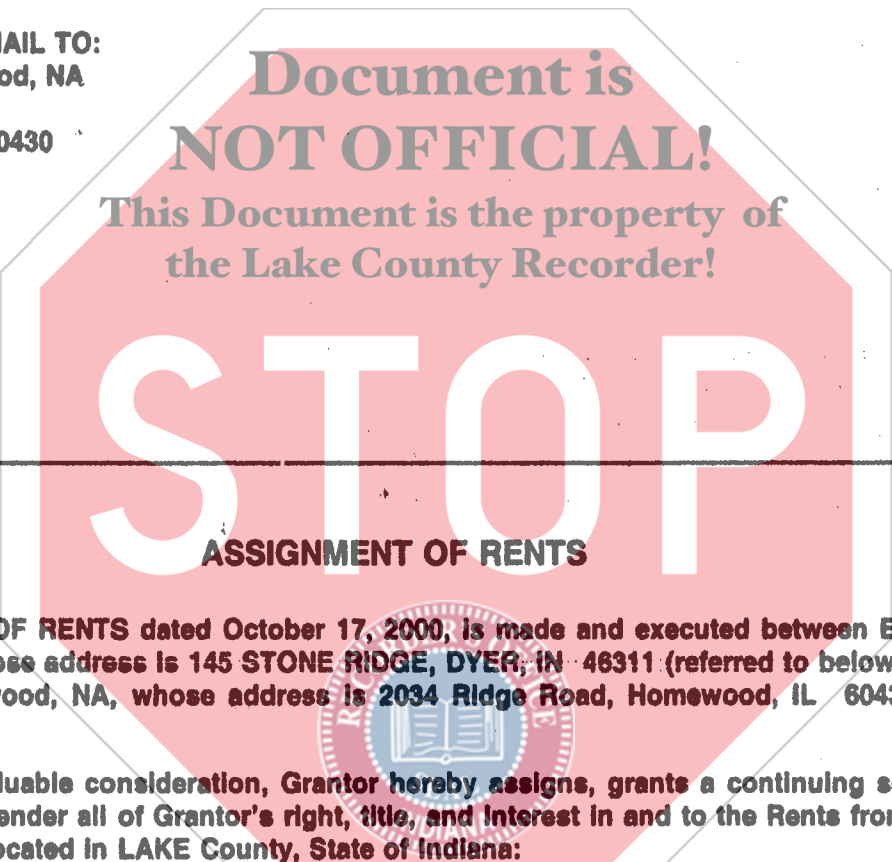 MAIL TO:
od, NA
0430
Document is
NOT OFFICIAL!
This Document is the property of
the Lake County Recorder!
STOP
ASSIGNMENT OF RENTS
OF RENTS dated October 17, 2000, is made and executed between
ose address is 145 STONE RIDGE, DYER, IN 46311 (referred to below
ood, NA, whose address is 2034 Ridge Road, Homewood, IL 6043
luable consideration, Grantor hereby assigns, grants a continuing
ender all of Grantor's right, title, and interest in and to the Rents from
ocated in LAKE County, State of Indiana: